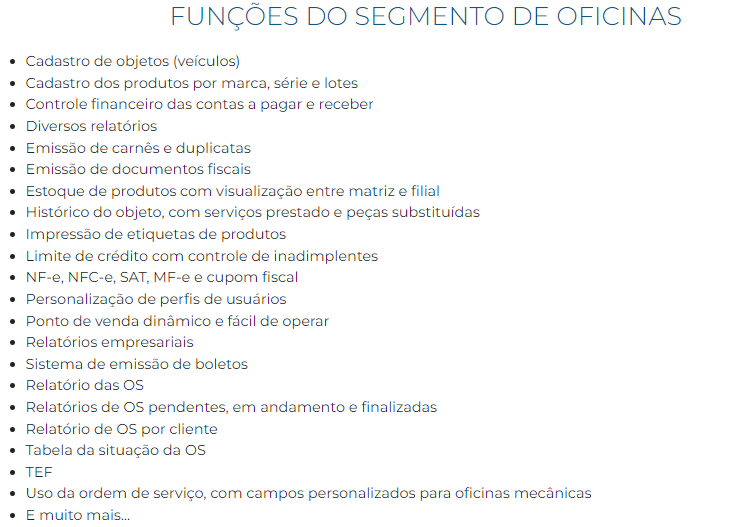 FUNÇÕES DO SEGMENTO DE OFICINAS
• Cadastro de objetos (veículos)
• Cadastro dos produtos por marca, série e lotes
• Controle financeiro das contas a pagar e receber
• Diversos relatórios
• Emissão de carnês e duplicatas
• Emissão de documentos fiscais
• Estoque de produtos com visualização entre matriz e filial
• Histórico do objeto, com serviços prestado e peças substituídas
• Impressão de etiquetas de produtos
• Limite de crédito com controle de inadimplentes
• NF-e, NFC-e, SAT, MF-e e cupom fiscal
• Personalização de perfis de usuários
• Ponto de venda dinâmico e fácil de operar
• Relatórios empresariais
• Sistema de emissão de boletos
• Relatório das OS
• Relatórios de OS pendentes, em andamento e finalizadas
• Relatório de OS por cliente
• Tabela da situação da OS
• TEF
• Uso da ordem de serviço, com campos personalizados para oficinas mecânicas
• E muito mais...